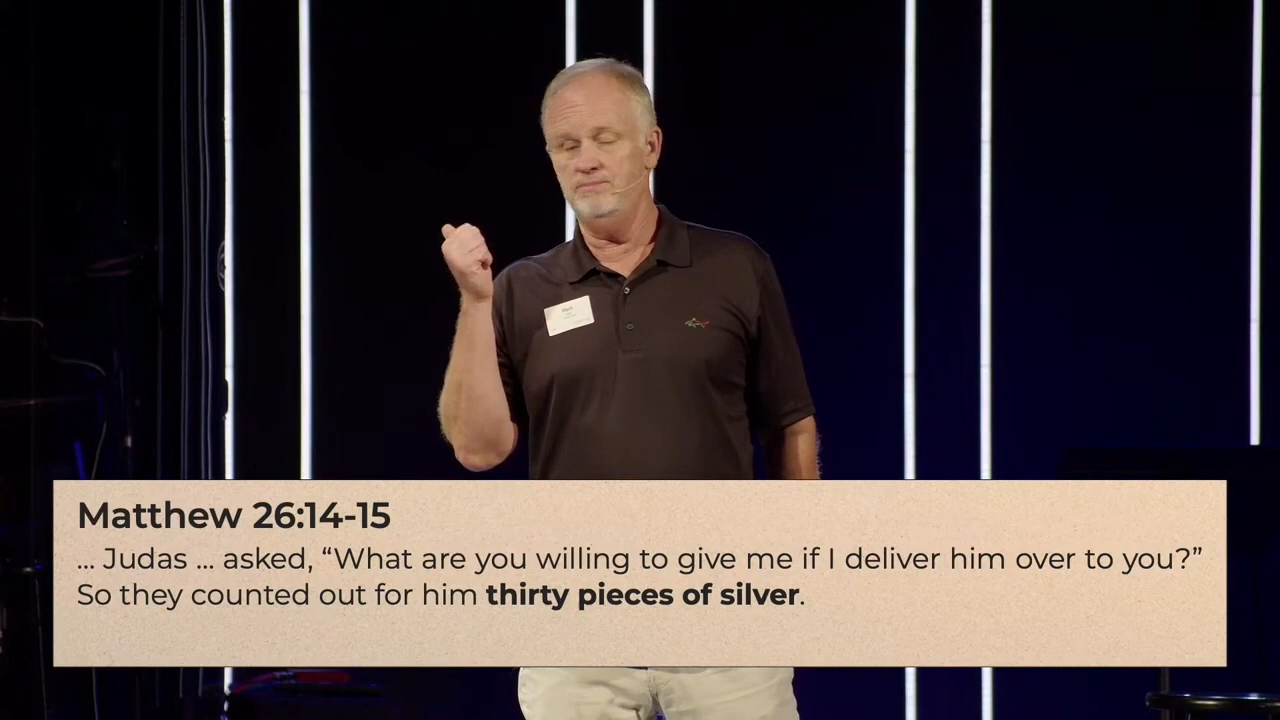 Matthew 26:14-15
... Judas ... asked, “What are you willing to give me if I deliver him over to you?”
So they counted out for him thirty pieces of silver.